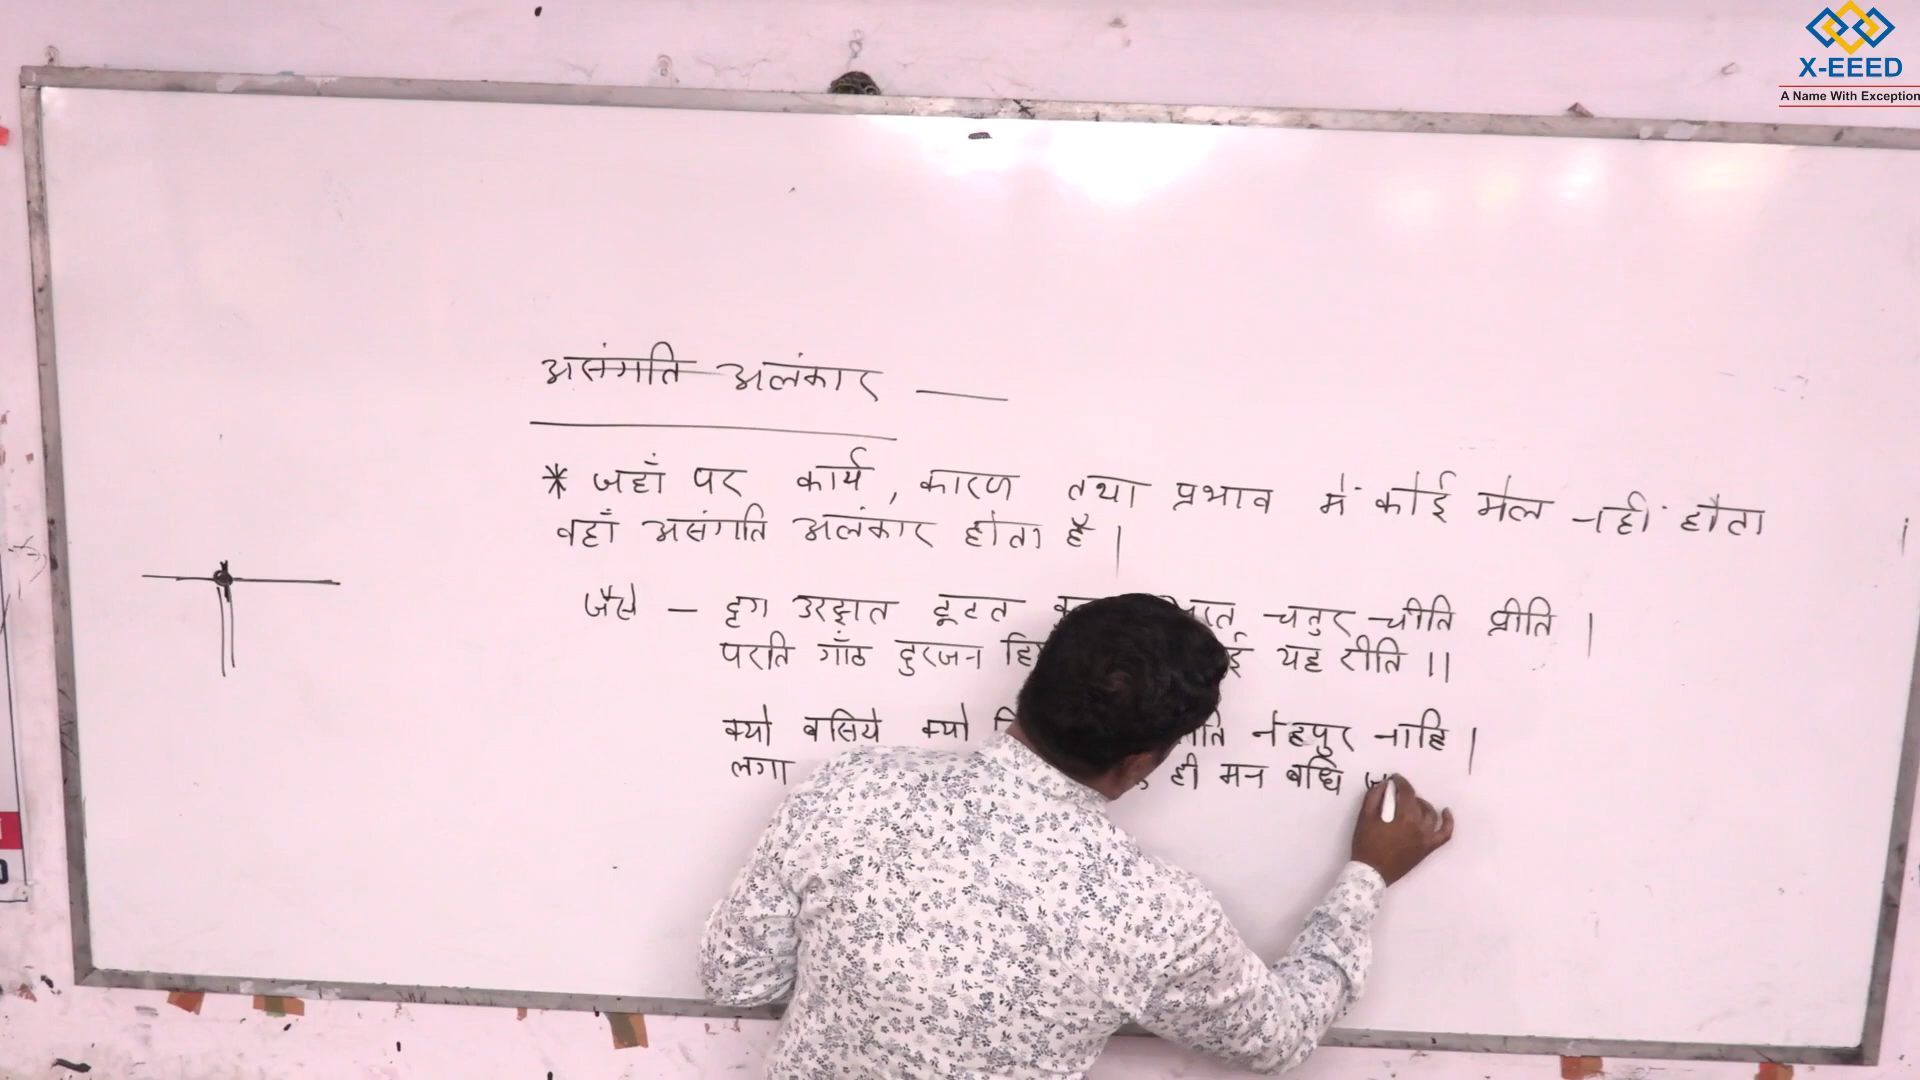 X-EEED
A Name With Exception
असंगति अलंकार —
* जहाँ पर कार्य, कारण तथा प्रभाव में कोई मेल नहीं होता
वहाँ असंगति अलंकार होता है |
जैसे — दृग उरझत टूटत चतुर चीति प्रीति |
परति गाँठ दुरजन यह रीति ||
क्यो बसिये क्यो नेहपुर नाहि |
लगा ही मन बधि